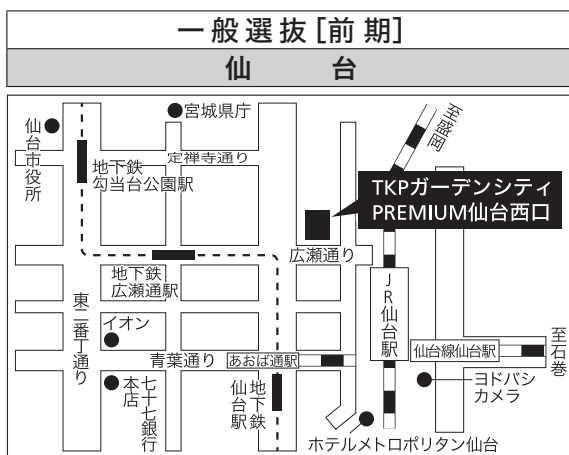 一般選抜［前期］
仙台
仙台市役所
宮城県庁
至盛岡
地下鉄
勾当台公園駅
定禅寺通り
TKPガーデンシティ
PREMIUM仙台西口
地下鉄
広瀬通駅
広瀬通り
JR仙台駅
東二番丁通り
イオン
青葉通り
あおば通駅
仙台線仙台駅
至石巻
七十七銀行
本店
地下鉄
仙台駅
ヨドバシ
カメラ
ホテルメトロポリタン仙台